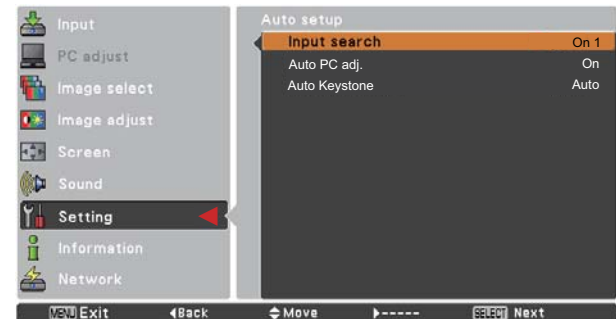 Input
PC adjust
Image select
Image adjust
Screen
Sound
Setting
Information
Network
Auto setup
Input search On 1
Auto PC adj. On
Auto Keystone Auto
MENU Exit ◀Back ◆Move ▶----- SELECT Next